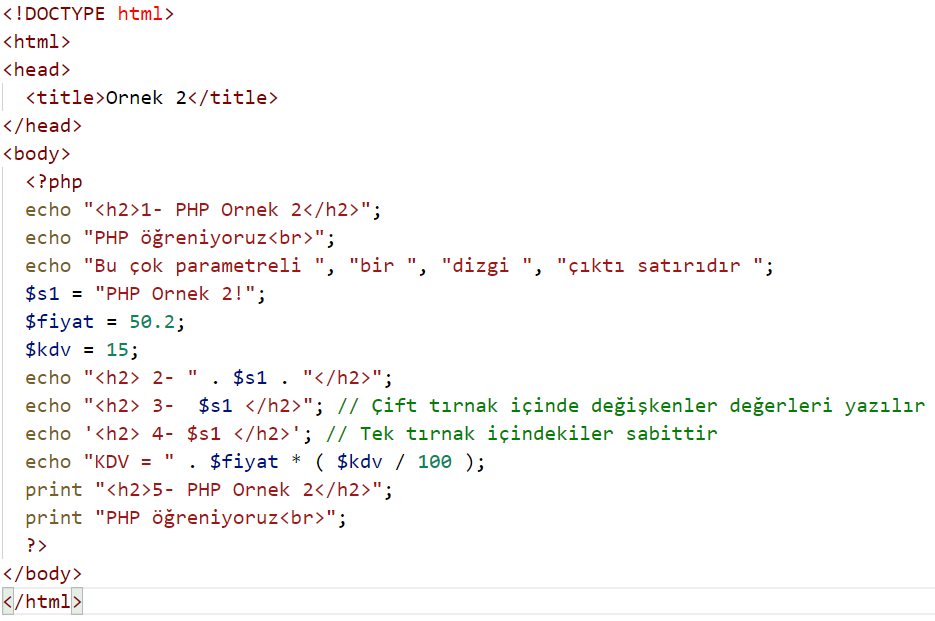 <!DOCTYPE html>
<html>
<head>
  <title>Ornek 2</title>
</head>
<body>
  <?php
  echo "<h2>1- PHP Ornek 2</h2>";
  echo "PHP öğreniyoruz<br>";
  echo "Bu çok parametreli ", "bir ", "dizgi ", "çıktı satırıdır ";
  $s1 = "PHP Ornek 2!";
  $fiyat = 50.2;
  $kdv = 15;
  echo "<h2> 2- " . $s1 . "</h2>";
  echo "<h2> 3-  $s1 </h2>"; // Çift tırnak içinde değişkenler değerleri yazılır
  echo '<h2> 4- $s1 </h2>'; // Tek tırnak içindekiler sabittir
  echo "KDV = " . $fiyat * ( $kdv / 100 );
  print "<h2>5- PHP Ornek 2</h2>";
  print "PHP öğreniyoruz<br>";
  ?>
</body>
</html>